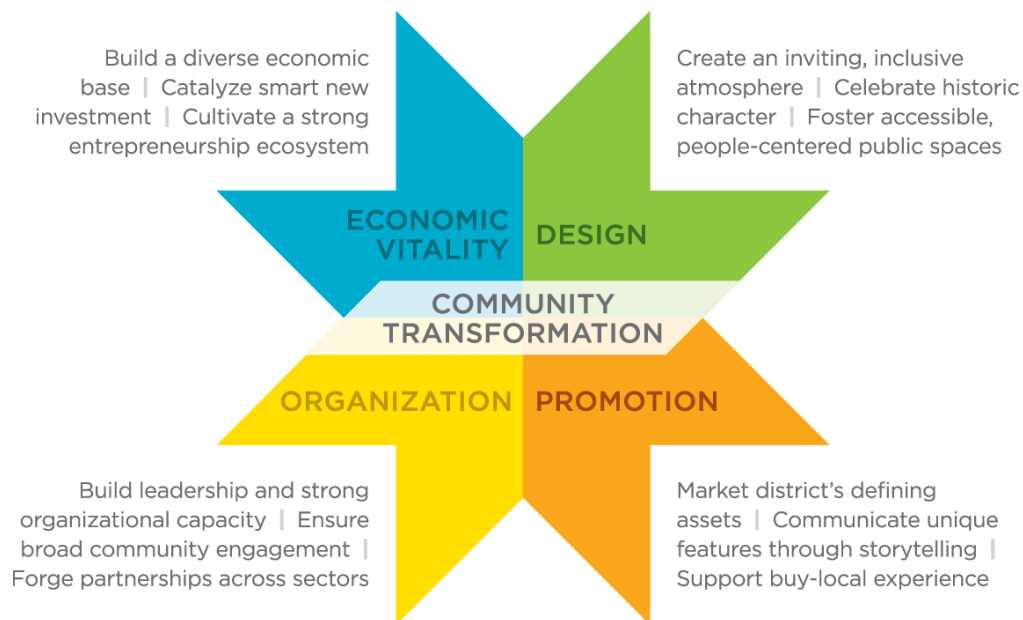 Build a diverse economic
base | Catalyze smart new
investment | Cultivate a strong
entrepreneurship ecosystem
Create an inviting, inclusive
atmosphere | Celebrate historic
character | Foster accessible,
people-centered public spaces
ECONOMIC
VITALITY
DESIGN
COMMUNITY
TRANSFORMATION
ORGANIZATION
PROMOTION
Build leadership and strong
organizational capacity | Ensure
broad community engagement |
Forge partnerships across sectors
Market district’s defining
assets | Communicate unique
features through storytelling |
Support buy-local experience